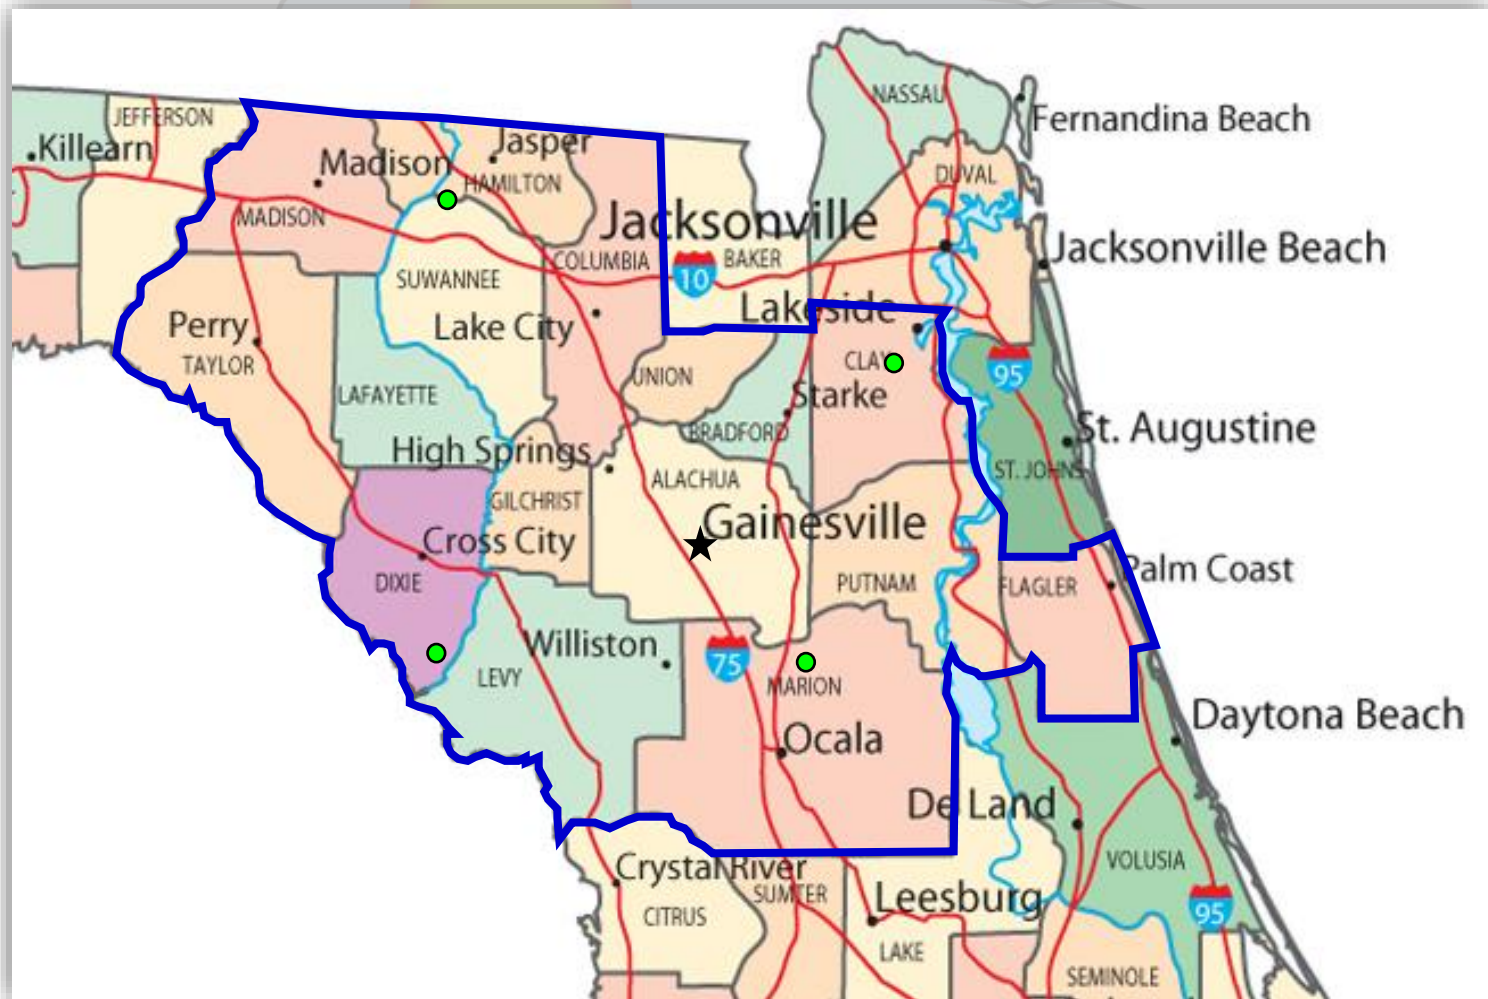 NASSAU
JEFFERSON
Fernandina Beach
Killearn
Jasper
Madison
HAMILTON
DUVAL
MADISON
Jacksonville
Jacksonville Beach
COLUMBIA
BAKER
SUWANNEE
10
Lakeside
Perry
Lake City
TAYLOR
CLAY
95
UNION
LAFAYETTE
Starke
St. Augustine
BRADFORD
High Springs
ST. JOHNS
ALACHUA
GILCHRIST
Gainesville
Cross City
Palm Coast
DIXIE
PUTNAM
FLAGLER
Williston
75
LEVY
MARION
Daytona Beach
Ocala
De Land
VOLUSIA
Crystal River
SUMTER
Leesburg
95
CITRUS
LAKE
SEMINOLE